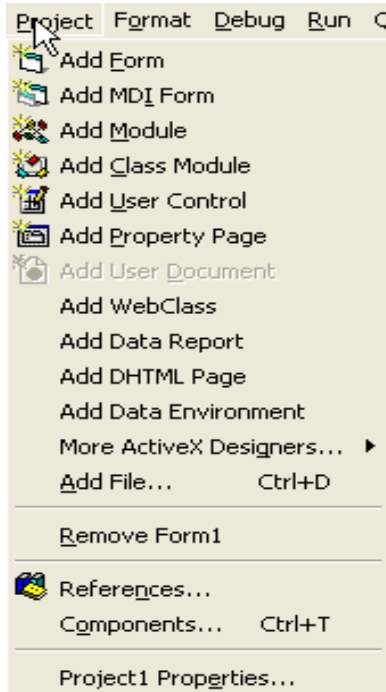 Project Format Debug Run
Add Form
Add MDI Form
Add Module
Add Class Module
Add User Control
Add Property Page
Add User Document
Add WebClass
Add Data Report
Add DHTML Page
Add Data Environment
More ActiveX Designers...
Add File... Ctrl+D
Remove Form1
References...
Components... Ctrl+T
Project1 Properties...